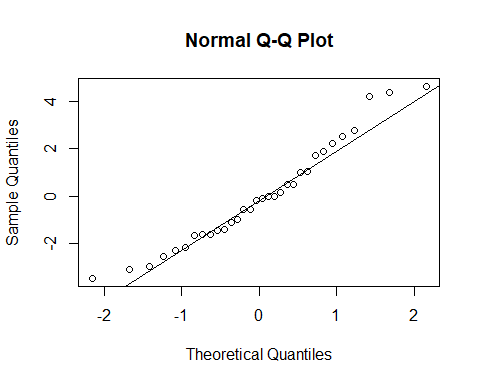 Normal Q-Q Plot
4
2
0
-2
Sample Quantiles
-2 -1 0 1 2
Theoretical Quantiles